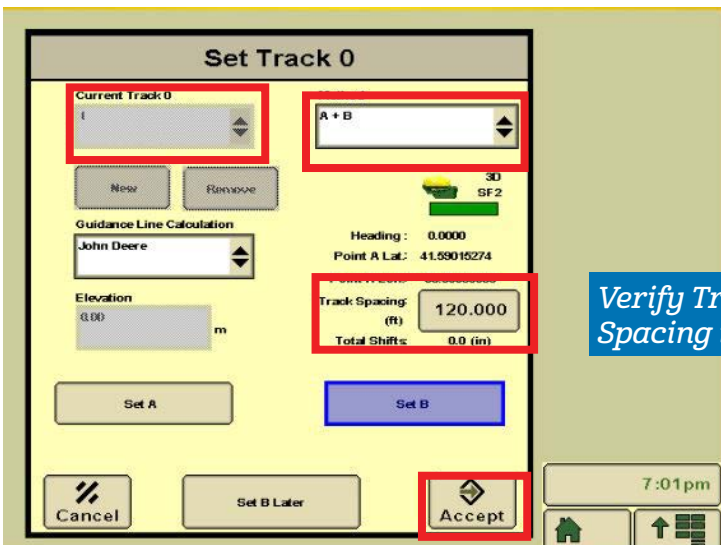 Set Track 0
Current Track 0
1
A + B
New
Remove
3D
SF2
Guidance Line Calculation
John Deere
Heading : 0.0000
Point A Lat.: 41.59015274
Elevation
0.00
m
Track Spacing:
(ft)
120.000
Total Shifts: 0.0 (in)
Verify Tr
Spacing
Set A
Set B
Cancel
Set B Later
Accept
7:01pm